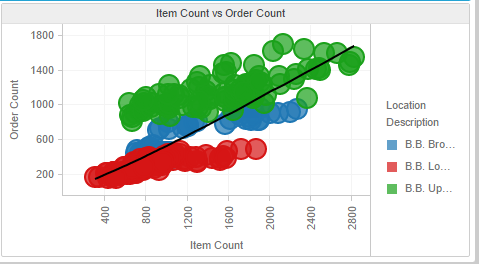 Item Count vs Order Count
Order Count
1800
1400
1000
600
200
400
800
1200
1600
2000
2400
2800
Item Count
Location
Description
B.B. Bro...
B.B. Lo...
B.B. Up...